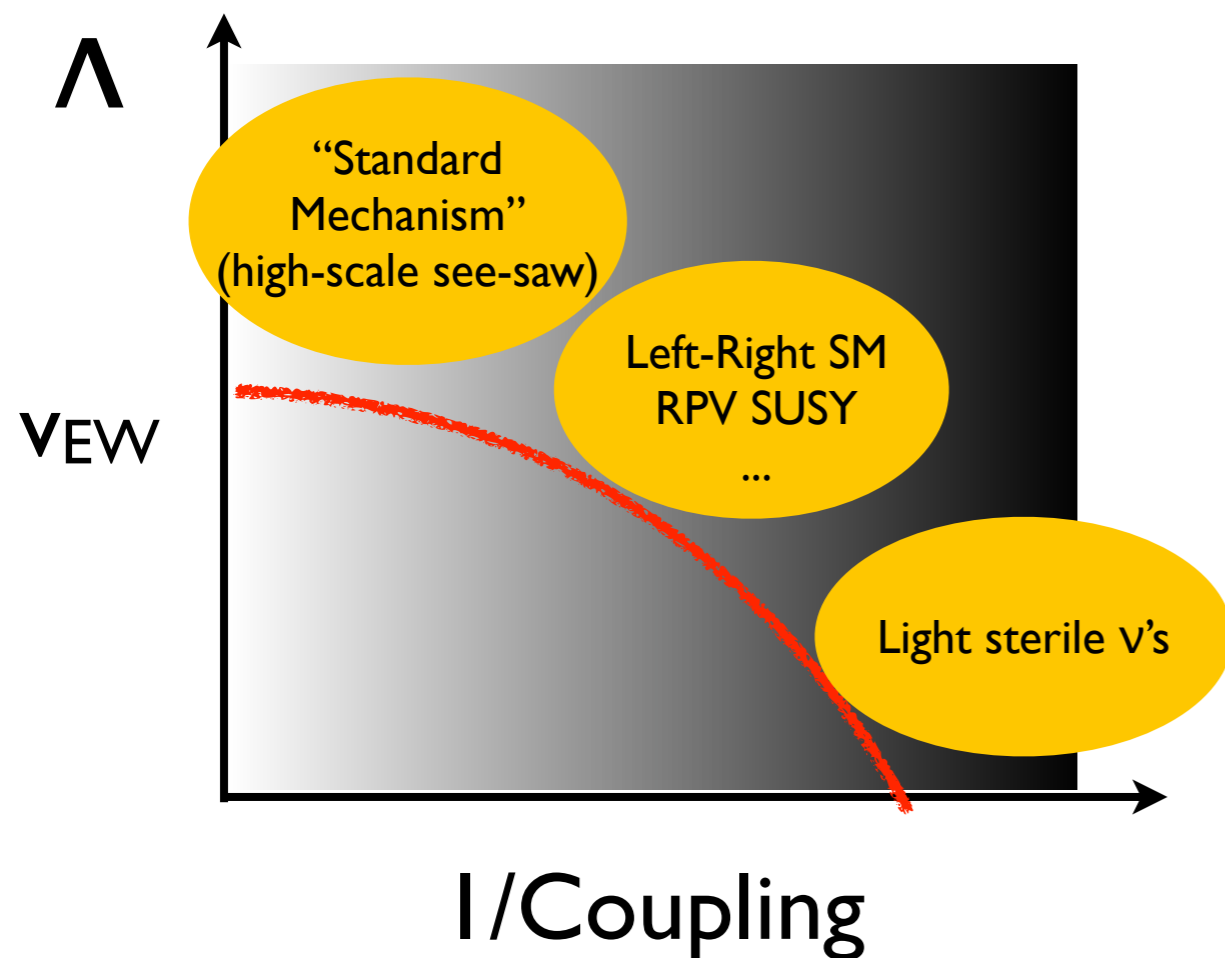 Λ
“Standard
Mechanism”
(high-scale see-saw)
Left-Right SM
RPV SUSY
...
vEW
Light sterile ν’s
1/Coupling